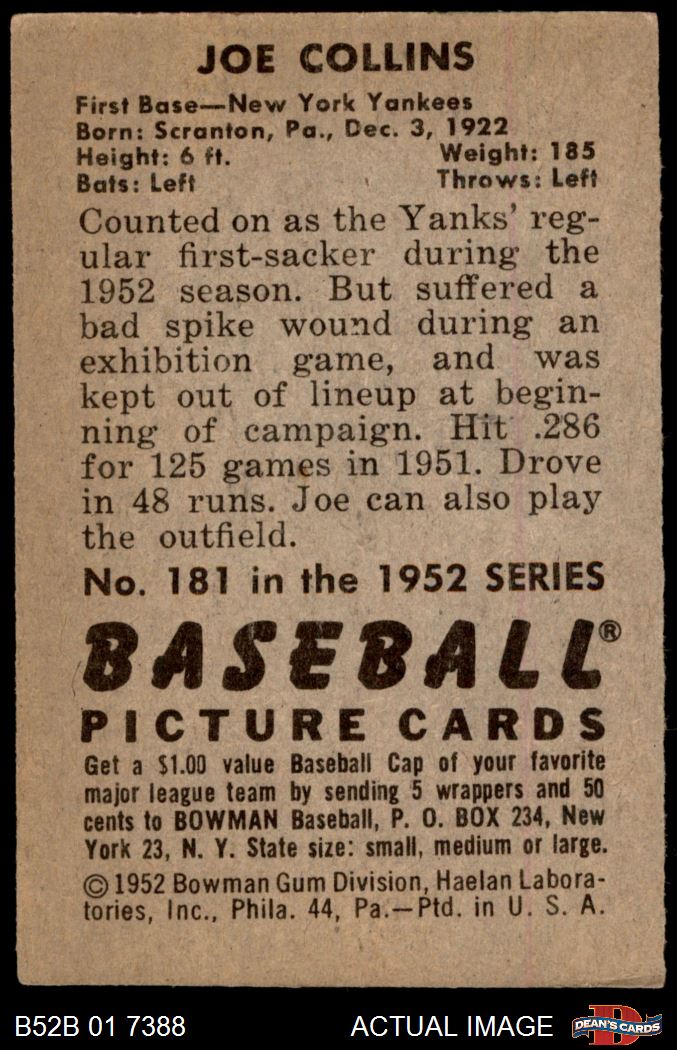 JOE COLLINS
First Base—New York Yankees
Born: Scranton, Pa., Dec. 3, 1922
Height: 6 ft. Weight: 185
Bats: Left Throws: Left
Counted on as the Yanks' reg-
ular first-sacker during the
1952 season. But suffered a
bad spike wound during an
exhibition game, and was
kept out of lineup at begin-
ning of campaign. Hit .286
for 125 games in 1951. Drove
in 48 runs. Joe can also play
the outfield.
No. 181 in the 1952 SERIES
BASEBALL®
PICTURE CARDS
Get a $1.00 value Baseball Cap of your favorite
major league team by sending 5 wrappers and 50
cents to BOWMAN Baseball, P. O. BOX 234, New
York 23, N. Y. State size: small, medium or large.
© 1952 Bowman Gum Division, Haelan Labora-
tories, Inc., Phila. 44, Pa.—Ptd. in U. S. A.
B52B 01 7388 ACTUAL IMAGE D DEAN'S CARDS